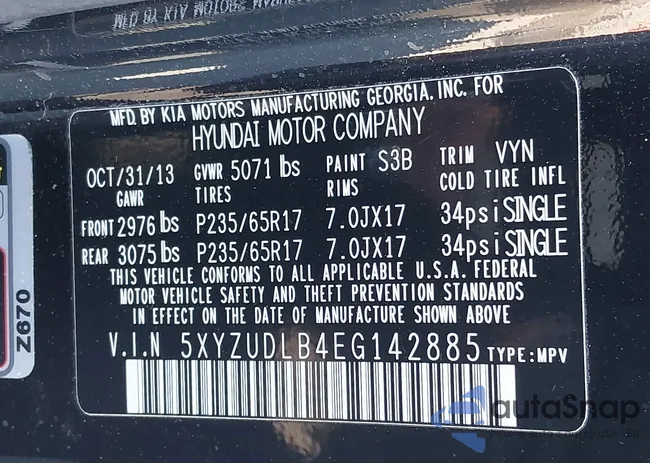 MFD. BY KIA MOTORS MANUFACTURING GEORGIA. INC. FOR
HYUNDAI MOTOR COMPANY
OCT/31/13 GVWR 5071 lbs PAINT S3B TRIM VYN
GAWR TIRES RIMS COLD TIRE INFL
FRONT 2976 lbs P235/65R17 7.0JX17 34psi SINGLE
REAR 3075 lbs P235/65R17 7.0JX17 34psi SINGLE
THIS VEHICLE CONFORMS TO ALL APPLICABLE U.S.A. FEDERAL
MOTOR VEHICLE SAFETY AND THEFT PREVENTION STANDARDS
IN EFFECT ON THE DATE OF MANUFACTURE SHOWN ABOVE
V.I.N 5XYZUDLB4EG142885 TYPE:MPV
Z670
autoSnap